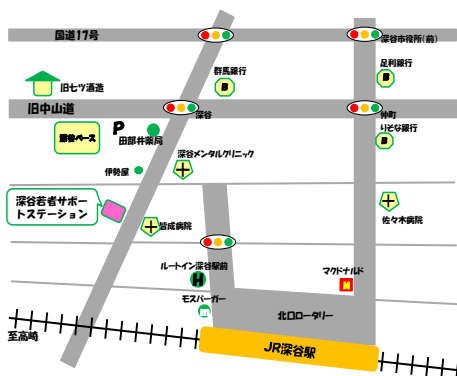 国道17号
深谷市役所(前)
群馬銀行
足利銀行
B
B
旧七ツ酒造
旧中山道
深谷
仲町
深谷ベース
P
田部井薬局
りそな銀行
B
深谷メンタルクリニック
伊勢屋
深谷若者サポー
トステーション
佐々木病院
皆成病院
ルートイン深谷駅前
H
マクドナルド
M
モスバーガー
m
北口ロータリー
至高崎
JR深谷駅